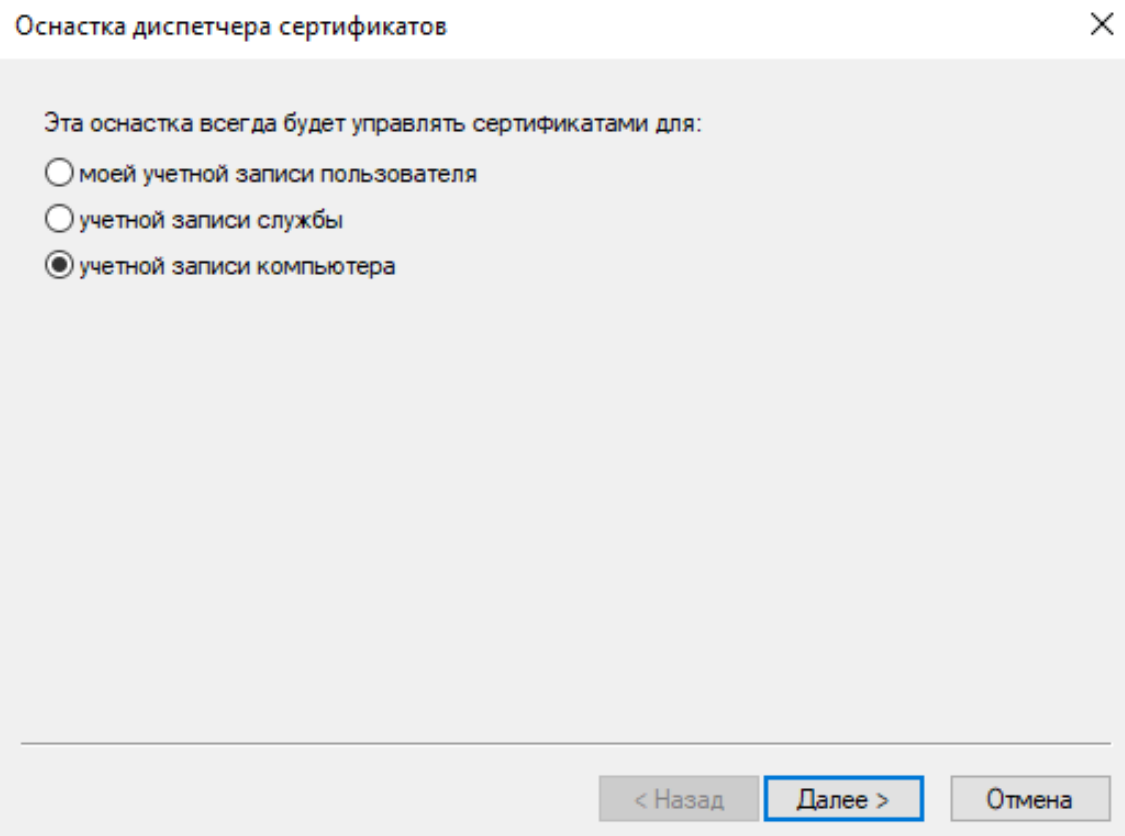 Оснастка диспетчера сертификатов
Эта оснастка всегда будет управлять сертификатами для:
моей учетной записи пользователя
учетной записи службы
учетной записи компьютера
< Назад Далее > Отмена